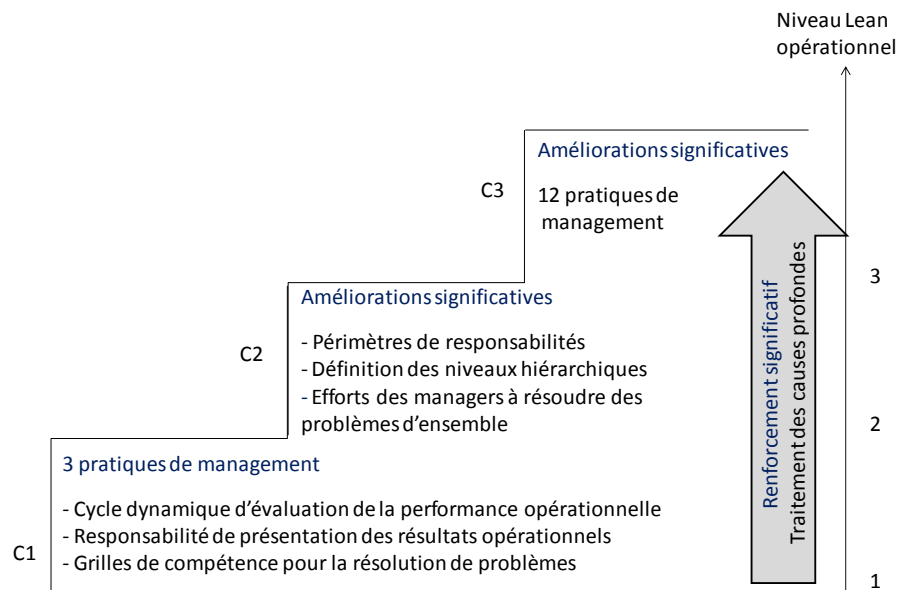 Niveau Lean
opérationnel
Améliorations significatives
C3
12 pratiques de
management
3
Améliorations significatives
C2
- Périmètres de responsabilités
- Définition des niveaux hiérarchiques
- Efforts des managers à résoudre des
problèmes d'ensemble
2
Renforcement significatif
Traitement des causes profondes
3 pratiques de management
- Cycle dynamique d'évaluation de la performance opérationnelle
- Responsabilité de présentation des résultats opérationnels
- Grilles de compétence pour la résolution de problèmes
C1
1